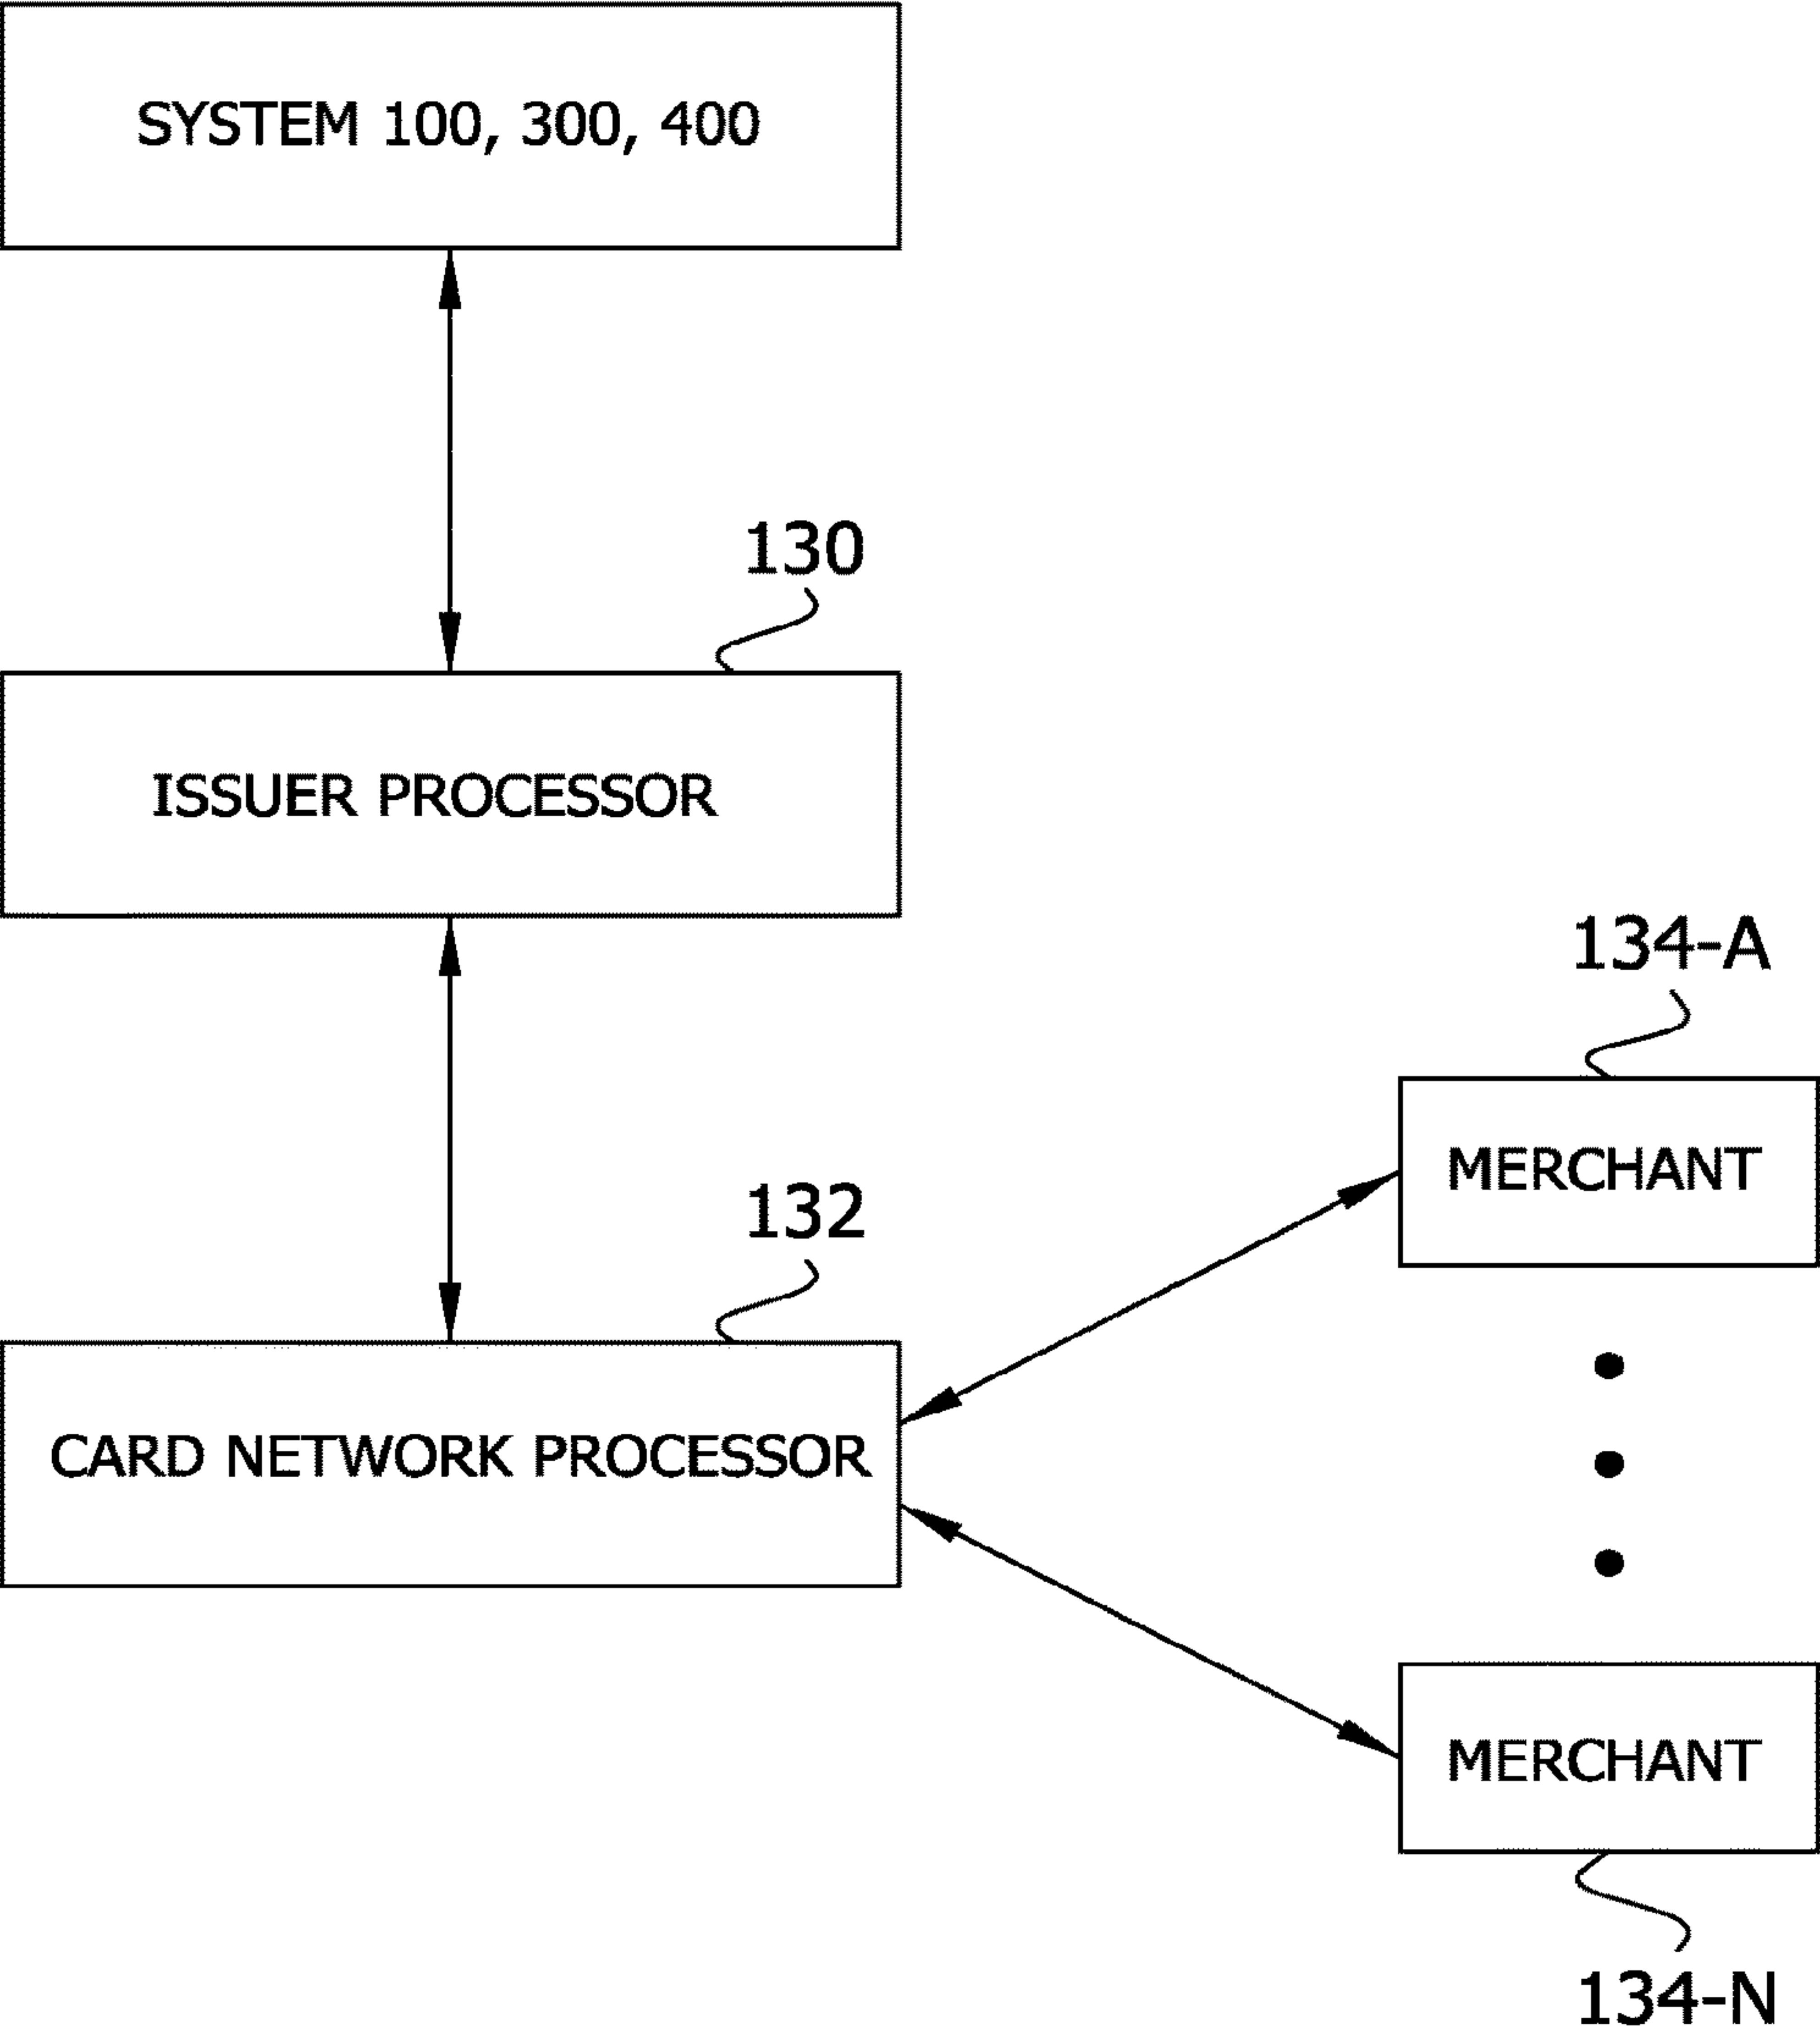 SYSTEM 100, 300, 400
130
ISSUER PROCESSOR
134-A
MERCHANT
132
CARD NETWORK PROCESSOR
MERCHANT
134-N